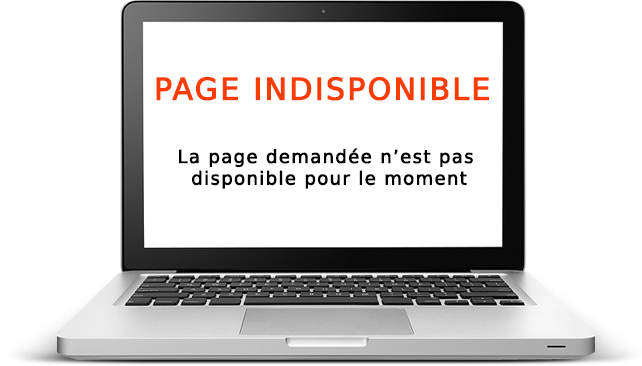 PAGE INDISPONIBLE
La page demandée n’est pas
disponible pour le moment